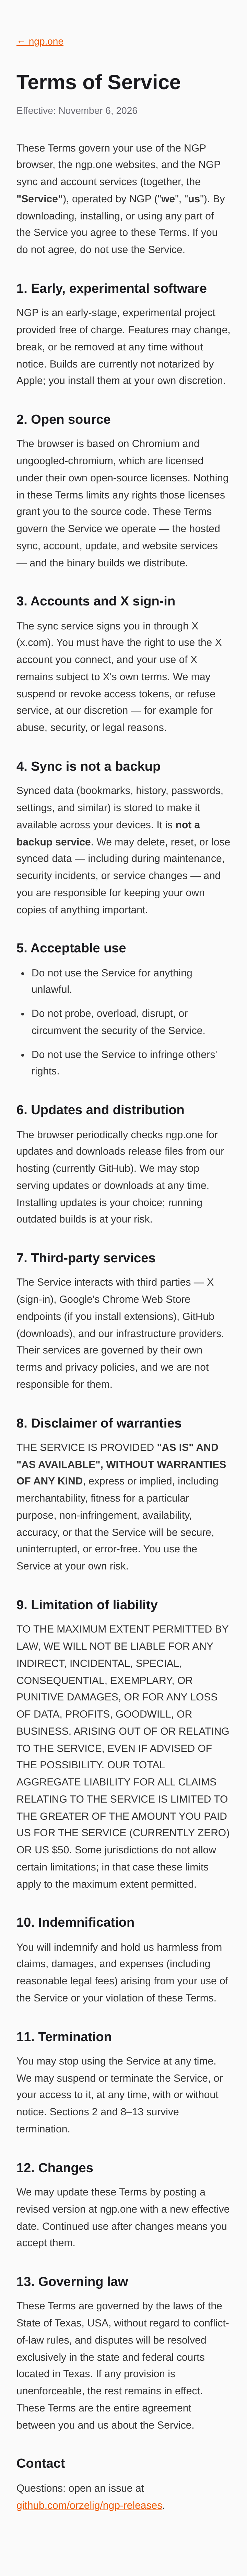 ← ngp.one
Terms of Service
Effective: November 6, 2026
These Terms govern your use of the NGP
browser, the ngp.one websites, and the NGP
sync and account services (together, the
"Service"), operated by NGP ("we", "us"). By
downloading, installing, or using any part of
the Service you agree to these Terms. If you
do not agree, do not use the Service.
1. Early, experimental software
NGP is an early-stage, experimental project
provided free of charge. Features may change,
break, or be removed at any time without
notice. Builds are currently not notarized by
Apple; you install them at your own discretion.
2. Open source
The browser is based on Chromium and
ungoogled-chromium, which are licensed
under their own open-source licenses. Nothing
in these Terms limits any rights those licenses
grant you to the source code. These Terms
govern the Service we operate — the hosted
sync, account, update, and website services
— and the binary builds we distribute.
3. Accounts and X sign-in
The sync service signs you in through X
(x.com). You must have the right to use the X
account you connect, and your use of X
remains subject to X's own terms. We may
suspend or revoke access tokens, or refuse
service, at our discretion — for example for
abuse, security, or legal reasons.
4. Sync is not a backup
Synced data (bookmarks, history, passwords,
settings, and similar) is stored to make it
available across your devices. It is not a
backup service. We may delete, reset, or lose
synced data — including during maintenance,
security incidents, or service changes — and
you are responsible for keeping your own
copies of anything important.
5. Acceptable use
• Do not use the Service for anything
unlawful.
• Do not probe, overload, disrupt, or
circumvent the security of the Service.
• Do not use the Service to infringe others'
rights.
6. Updates and distribution
The browser periodically checks ngp.one for
updates and downloads release files from our
hosting (currently GitHub). We may stop
serving updates or downloads at any time.
Installing updates is your choice; running
outdated builds is at your risk.
7. Third-party services
The Service interacts with third parties — X
(sign-in), Google's Chrome Web Store
endpoints (if you install extensions), GitHub
(downloads), and our infrastructure providers.
Their services are governed by their own
terms and privacy policies, and we are not
responsible for them.
8. Disclaimer of warranties
THE SERVICE IS PROVIDED "AS IS" AND
"AS AVAILABLE", WITHOUT WARRANTIES
OF ANY KIND, express or implied, including
merchantability, fitness for a particular
purpose, non-infringement, availability,
accuracy, or that the Service will be secure,
uninterrupted, or error-free. You use the
Service at your own risk.
9. Limitation of liability
TO THE MAXIMUM EXTENT PERMITTED BY
LAW, WE WILL NOT BE LIABLE FOR ANY
INDIRECT, INCIDENTAL, SPECIAL,
CONSEQUENTIAL, EXEMPLARY, OR
PUNITIVE DAMAGES, OR FOR ANY LOSS
OF DATA, PROFITS, GOODWILL, OR
BUSINESS, ARISING OUT OF OR RELATING
TO THE SERVICE, EVEN IF ADVISED OF
THE POSSIBILITY. OUR TOTAL
AGGREGATE LIABILITY FOR ALL CLAIMS
RELATING TO THE SERVICE IS LIMITED TO
THE GREATER OF THE AMOUNT YOU PAID
US FOR THE SERVICE (CURRENTLY ZERO)
OR US $50. Some jurisdictions do not allow
certain limitations; in that case these limits
apply to the maximum extent permitted.
10. Indemnification
You will indemnify and hold us harmless from
claims, damages, and expenses (including
reasonable legal fees) arising from your use of
the Service or your violation of these Terms.
11. Termination
You may stop using the Service at any time.
We may suspend or terminate the Service, or
your access to it, at any time, with or without
notice. Sections 2 and 8–13 survive
termination.
12. Changes
We may update these Terms by posting a
revised version at ngp.one with a new effective
date. Continued use after changes means you
accept them.
13. Governing law
These Terms are governed by the laws of the
State of Texas, USA, without regard to conflict-
of-law rules, and disputes will be resolved
exclusively in the state and federal courts
located in Texas. If any provision is
unenforceable, the rest remains in effect.
These Terms are the entire agreement
between you and us about the Service.
Contact
Questions: open an issue at
github.com/orzelig/ngp-releases.